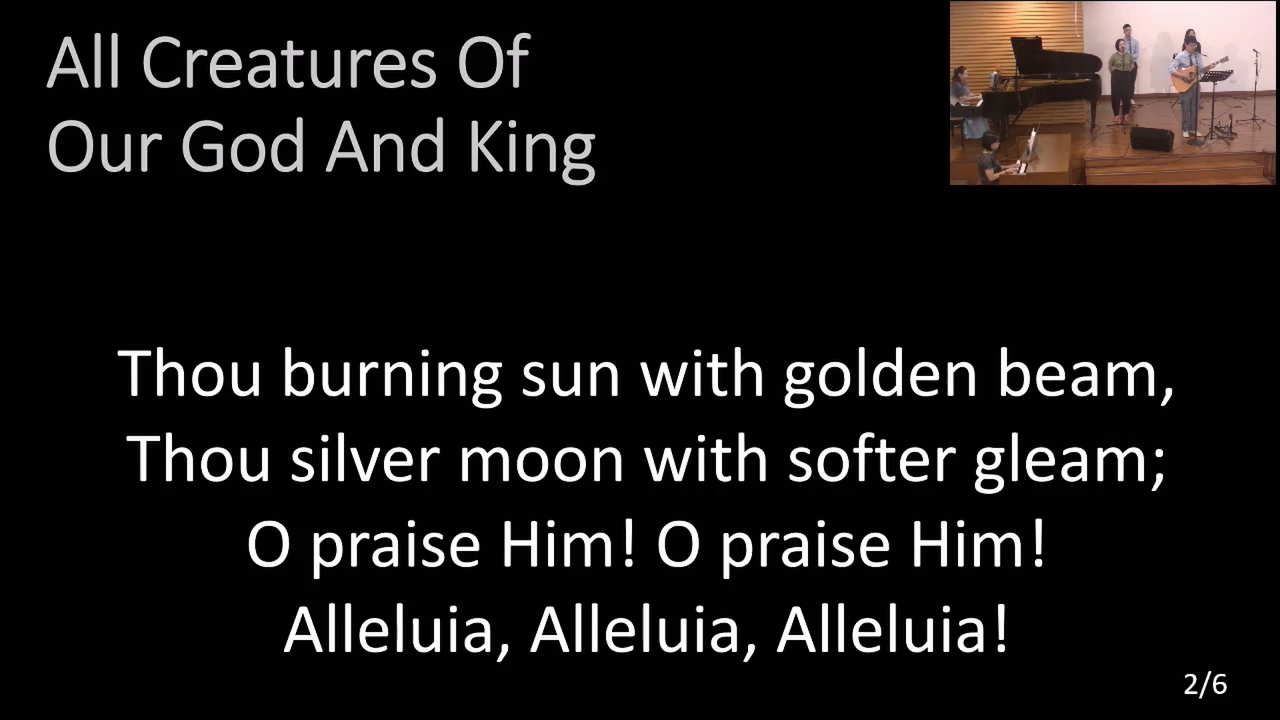 All Creatures Of
Our God And King
Thou burning sun with golden beam,
Thou silver moon with softer gleam;
O praise Him! O praise Him!
Alleluia, Alleluia, Alleluia!
2/6